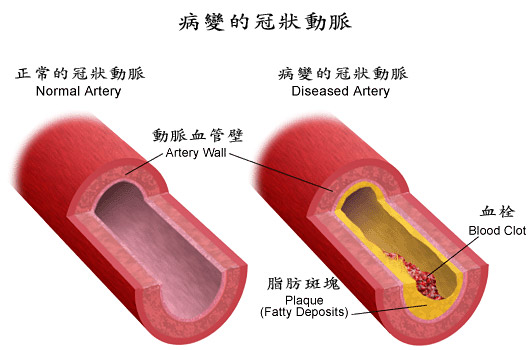 病變的冠狀動脈
正常的冠狀動脈
Normal Artery
病變的冠狀動脈
Diseased Artery
動脈血管壁
Artery Wall
血栓
Blood Clot
脂肪斑塊
Plaque
(Fatty Deposits)